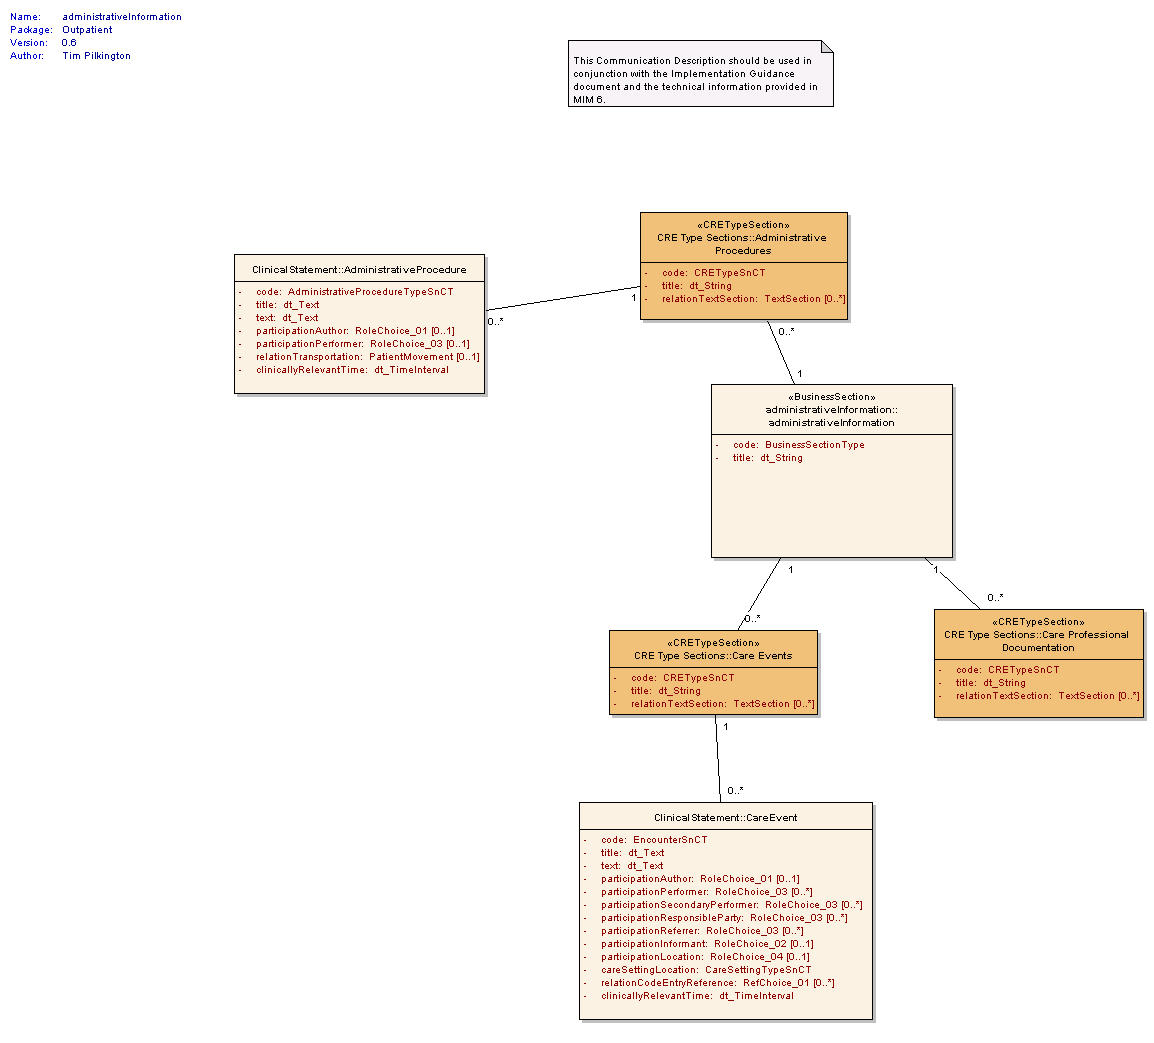 Name: administrativeInformation
Package: Outpatient
Version: 0.6
Author: Tim Pilkington
This Communication Description should be used in
conjunction with the Implementation Guidance
document and the technical information provided in
MIM 6.
«CRETypeSection»
CRE Type Sections::Administrative
Procedures
- code: CRETypeSnCT
- title: dt_String
- relationTextSection: TextSection [0..*]
ClinicalStatement::AdministrativeProcedure
- code: AdministrativeProcedureTypeSnCT
- title: dt_Text
- text: dt_Text
- participationAuthor: RoleChoice_01 [0..1]
- participationPerformer: RoleChoice_03 [0..1]
- relationTransportation: PatientMovement [0..1]
- clinicallyRelevantTime: dt_TimeInterval
1
0..*
0..*
1
«BusinessSection»
administrativeInformation::
administrativeInformation
- code: BusinessSectionType
- title: dt_String
1
1
0..*
0..*
«CRETypeSection»
CRE Type Sections::Care Events
- code: CRETypeSnCT
- title: dt_String
- relationTextSection: TextSection [0..*]
«CRETypeSection»
CRE Type Sections::Care Professional
Documentation
- code: CRETypeSnCT
- title: dt_String
- relationTextSection: TextSection [0..*]
1
0..*
ClinicalStatement::CareEvent
- code: EncounterSnCT
- title: dt_Text
- text: dt_Text
- participationAuthor: RoleChoice_01 [0..1]
- participationPerformer: RoleChoice_03 [0..*]
- participationSecondaryPerformer: RoleChoice_03 [0..*]
- participationResponsibleParty: RoleChoice_03 [0..*]
- participationReferrer: RoleChoice_03 [0..*]
- participationInformant: RoleChoice_02 [0..1]
- participationLocation: RoleChoice_04 [0..1]
- careSettingLocation: CareSettingTypeSnCT
- relationCodeEntryReference: RefChoice_01 [0..*]
- clinicallyRelevantTime: dt_TimeInterval